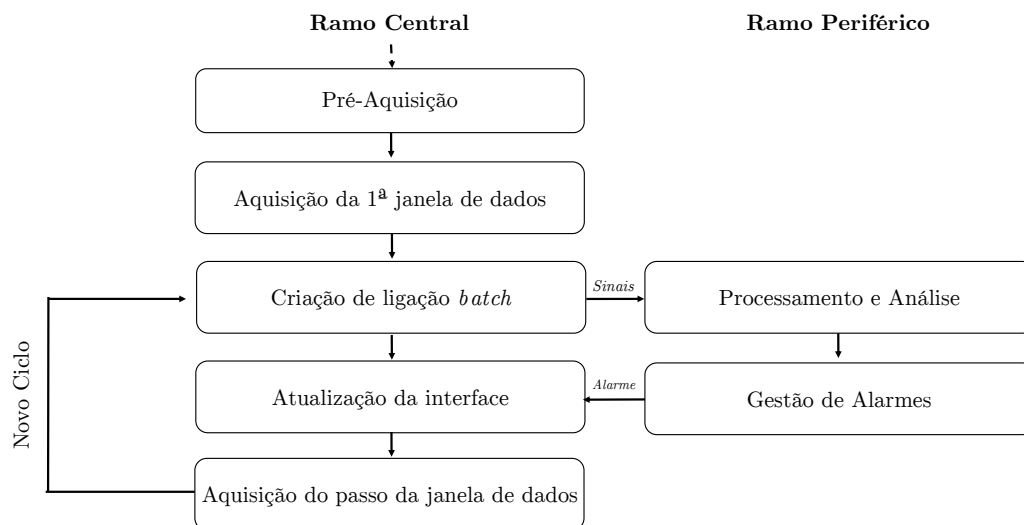 Ramo Central
Ramo Periférico
Pré-Aquisição
Aquisição da 1ª janela de dados
Criação de ligação batch
Sinais
Processamento e Análise
Novo Ciclo
Atualização da interface
Alarme
Gestão de Alarmes
Aquisição do passo da janela de dados